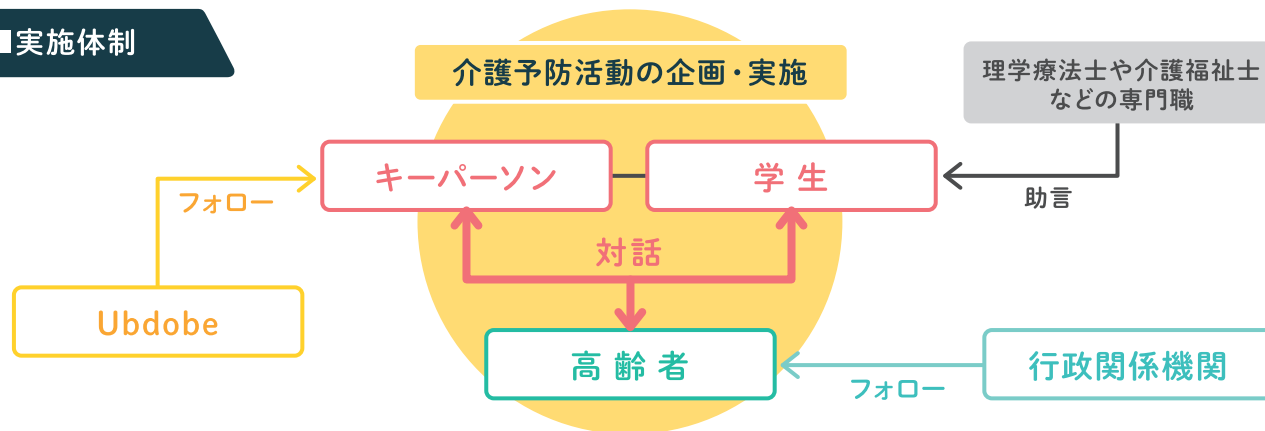 ■実施体制
介護予防活動の企画・実施
理学療法士や介護福祉士
などの専門職
キーパーソン
学生
フォロー
助言
対話
Ubdobe
高齢者
行政関係機関
フォロー